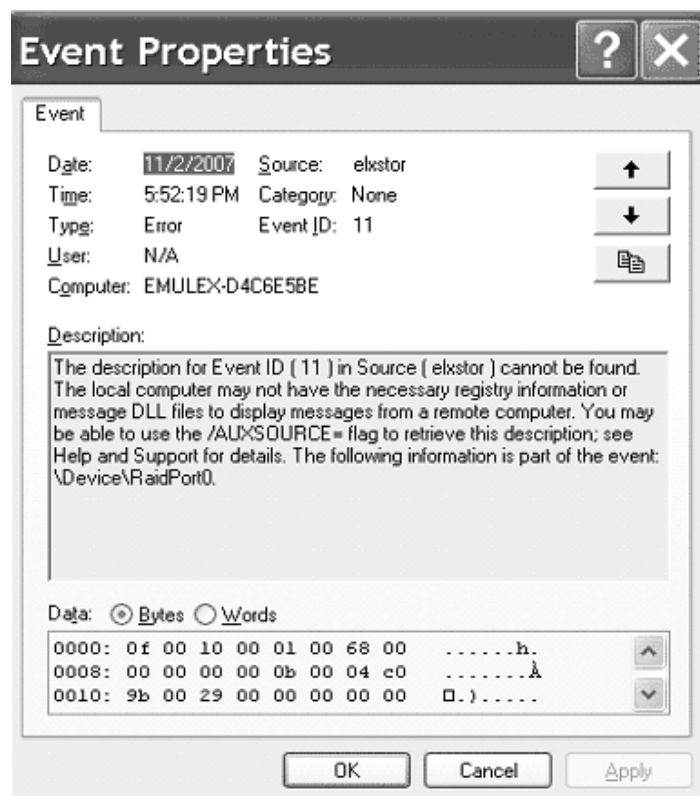 Event Properties
Event
Date: 11/2/2007 Source: elxstor
Time: 5:52:19 PM Category: None
Type: Error Event ID: 11
User: N/A
Computer: EMULEX-D4C6E5BE
Description:
The description for Event ID ( 11 ) in Source ( elxstor ) cannot be found.
The local computer may not have the necessary registry information or
message DLL files to display messages from a remote computer. You may
be able to use the /AUXSOURCE= flag to retrieve this description; see
Help and Support for details. The following information is part of the event:
\Device\RaidPort0.
Data: Bytes Words
0000: 0f 00 10 00 01 00 68 00 ......h.
0008: 00 00 00 00 0b 00 04 c0 .......À
0010: 9b 00 29 00 00 00 00 00 □.).....
OK Cancel Apply